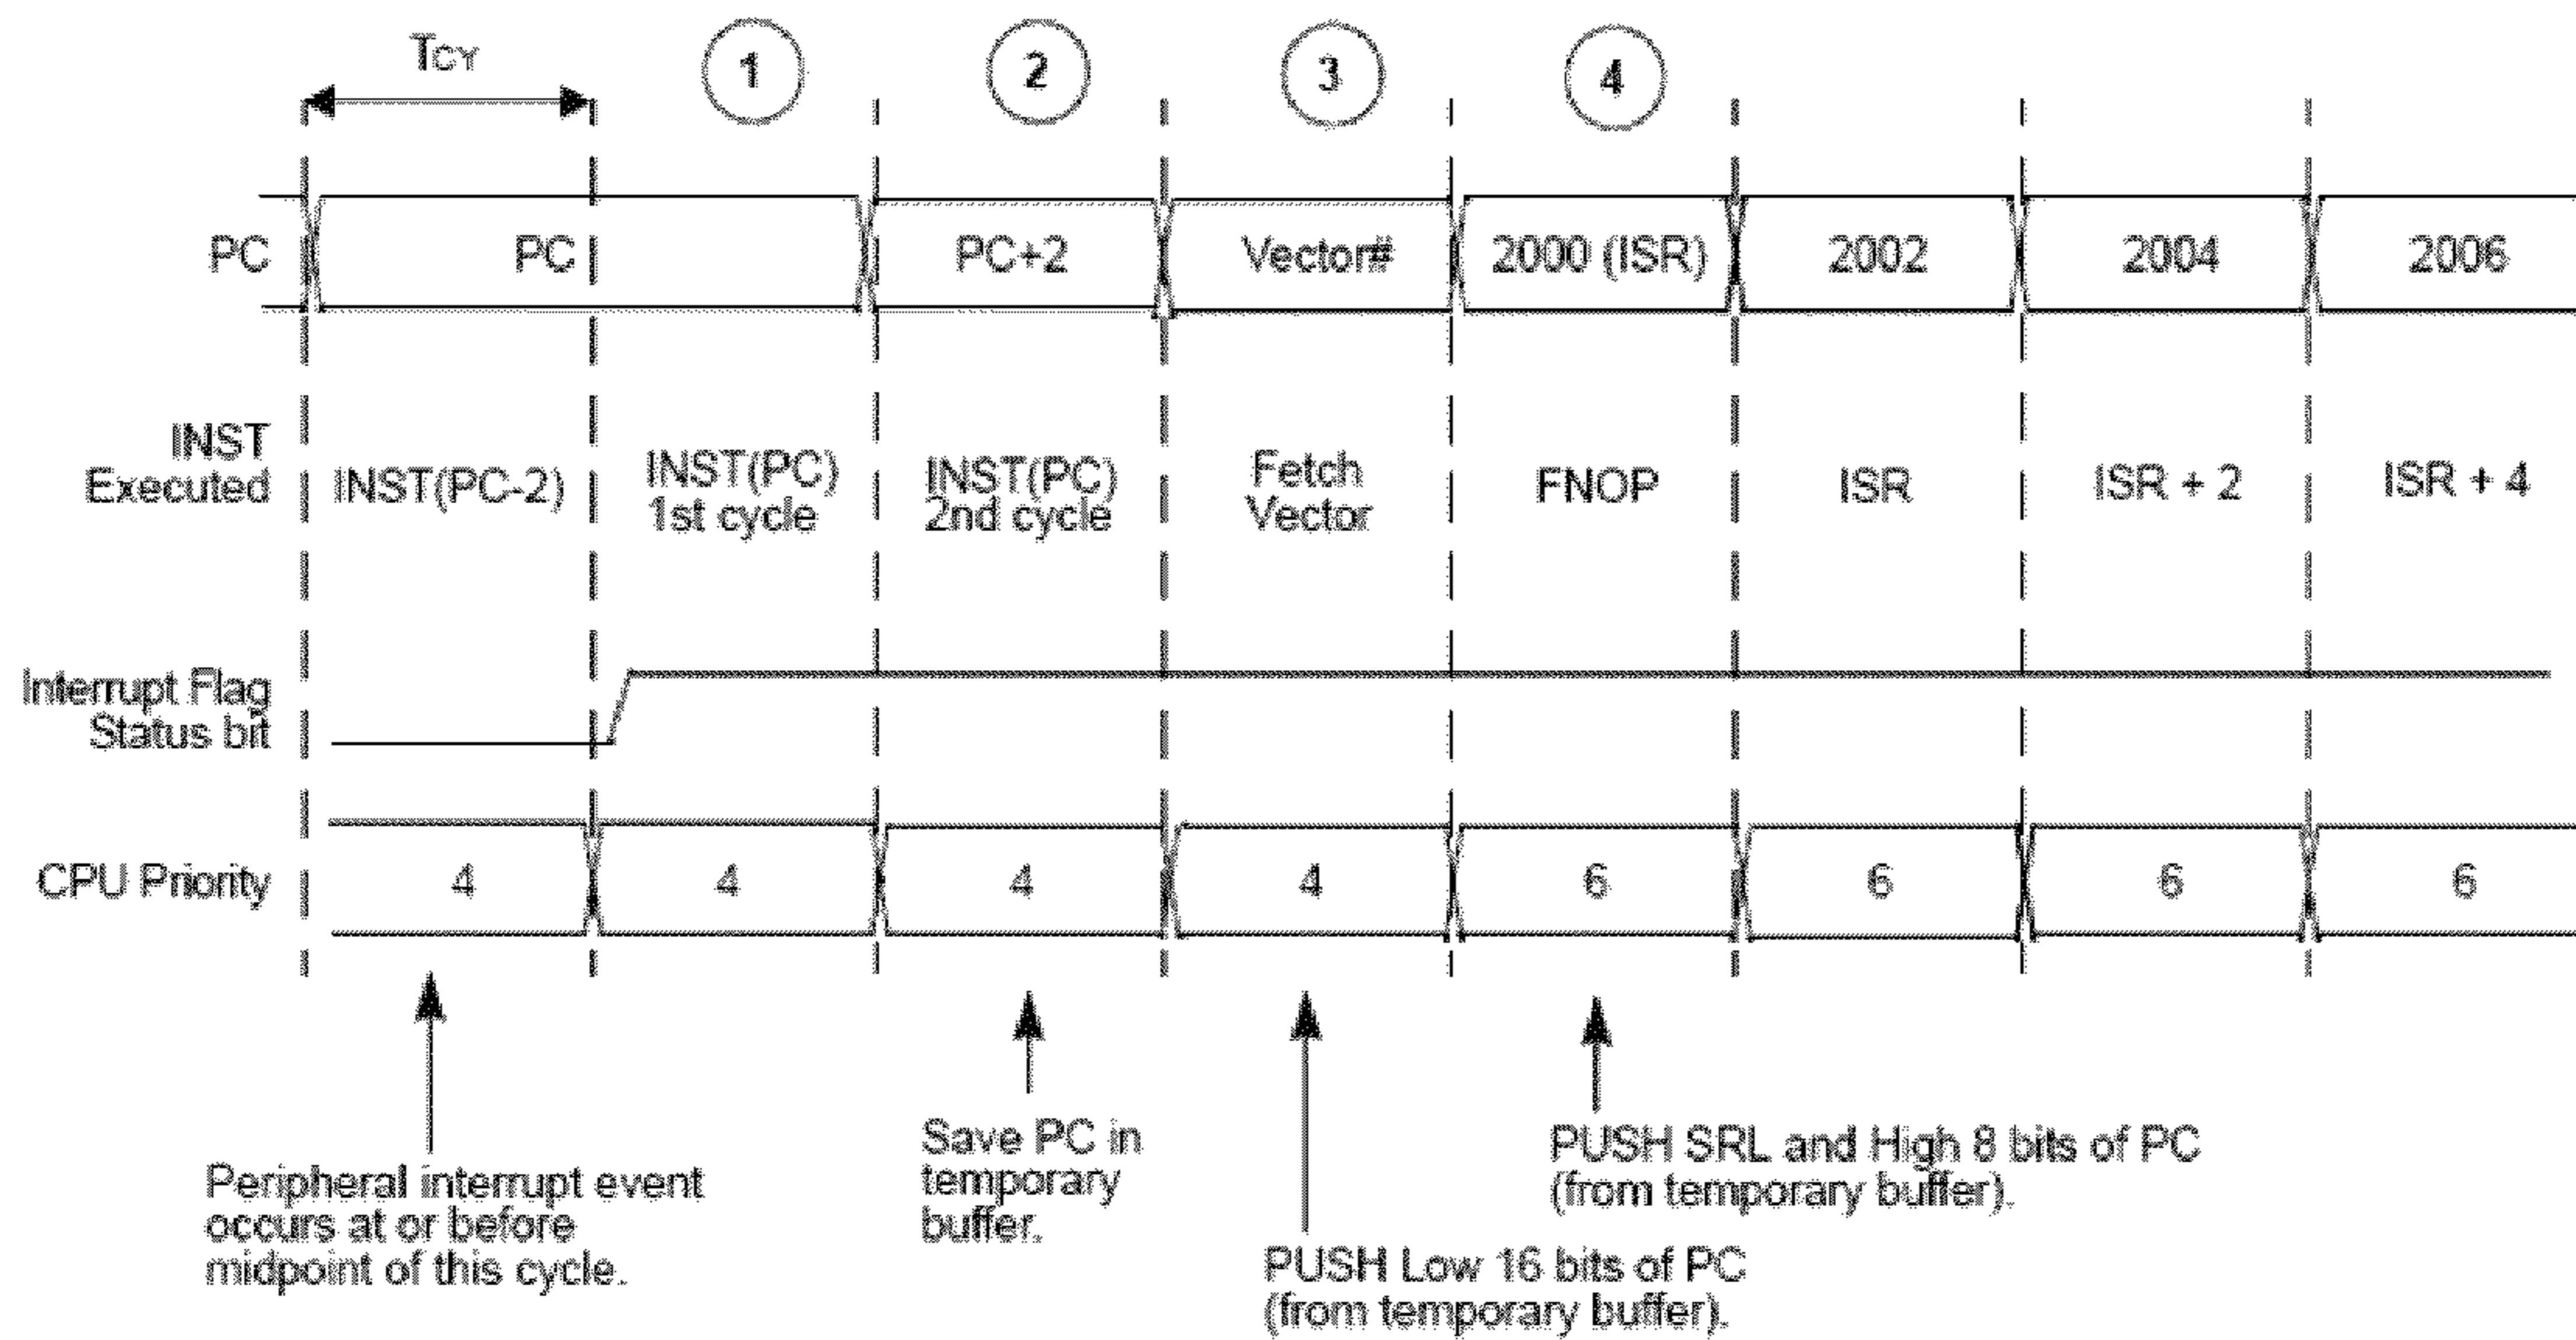 TCY
1
2
3
4
PC
PC
PC+2
Vector#
2000 (ISR)
2002
2004
2006
INST
Executed
INST(PC-2)
INST(PC)
1st cycle
INST(PC)
2nd cycle
Fetch
Vector
FNOP
ISR
ISR + 2
ISR + 4
Interrupt Flag
Status bit
CPU Priority
4
4
4
4
6
6
6
6
Peripheral interrupt event
occurs at or before
midpoint of this cycle.
Save PC in
temporary
buffer.
PUSH Low 16 bits of PC
(from temporary buffer).
PUSH SRL and High 8 bits of PC
(from temporary buffer).